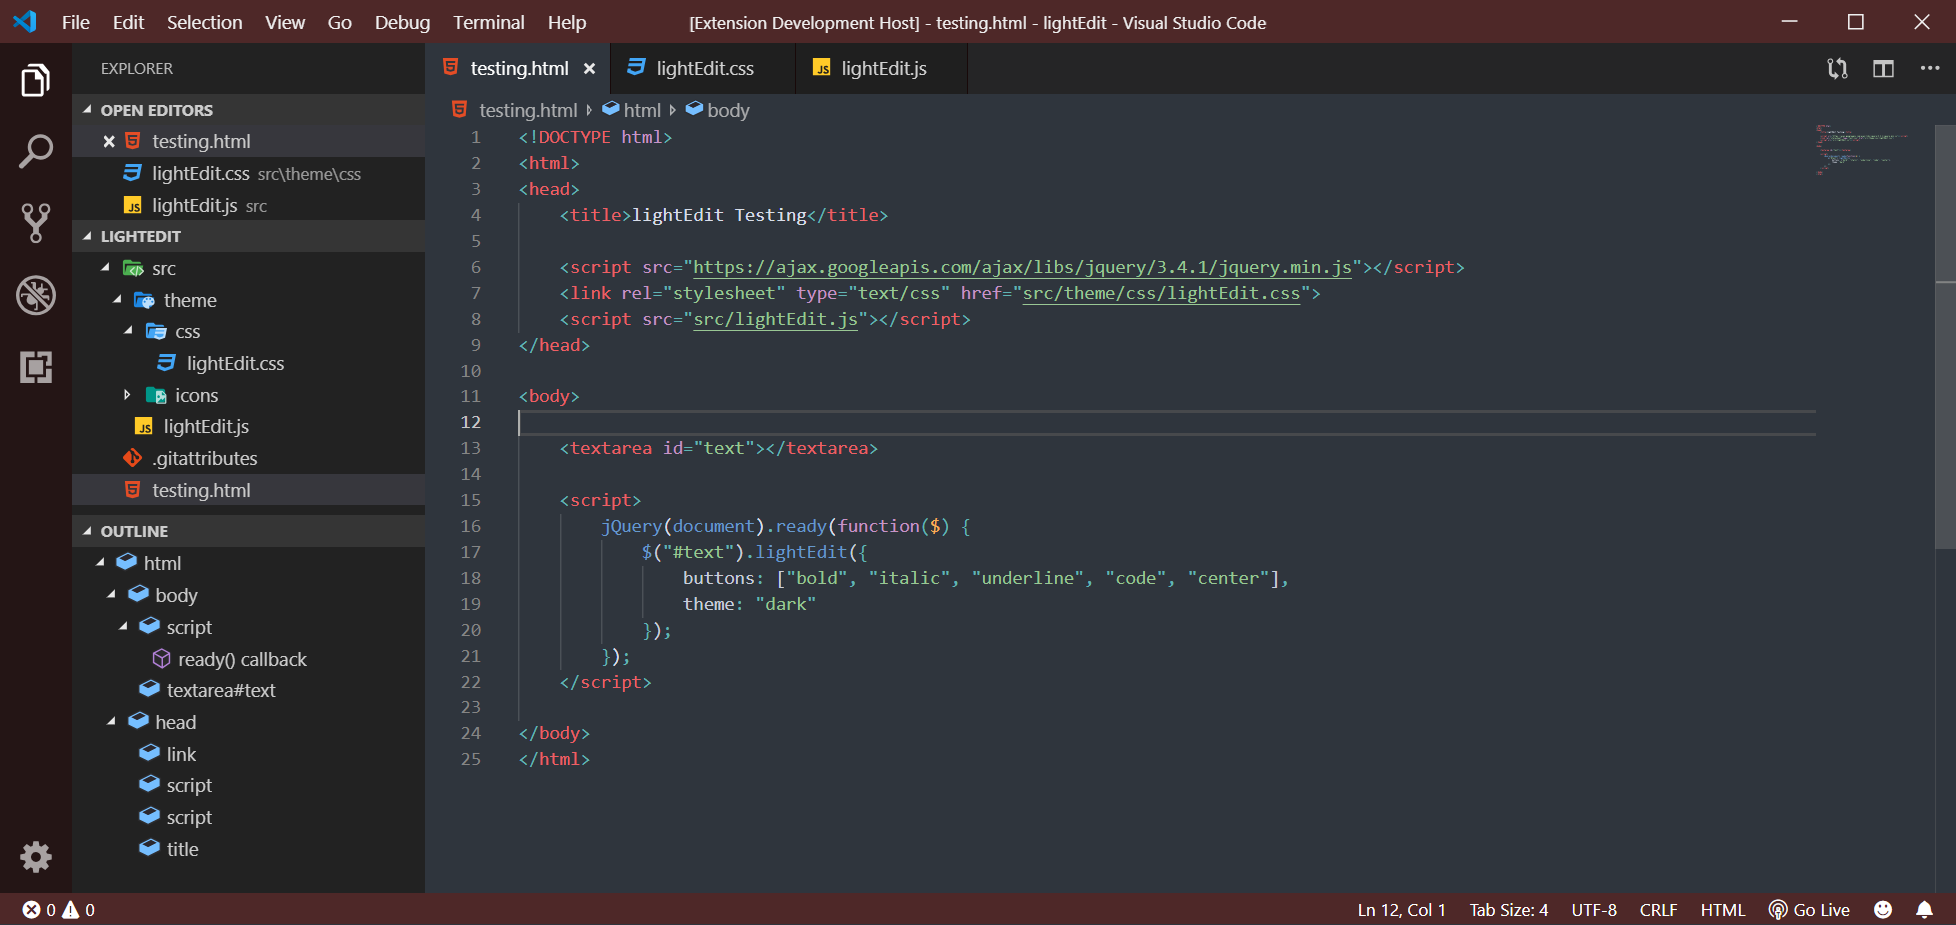 File Edit Selection View Go Debug Terminal Help [Extension Development Host] - testing.html - lightEdit - Visual Studio Code
EXPLORER
OPEN EDITORS
testing.html
lightEdit.css src\theme\css
lightEdit.js src
LIGHTEDIT
src
theme
css
lightEdit.css
icons
lightEdit.js
.gitattributes
testing.html
OUTLINE
html
body
script
ready() callback
textarea#text
head
link
script
script
title
testing.html lightEdit.css lightEdit.js
testing.html html body
1 <!DOCTYPE html>
2 <html>
3 <head>
4     <title>lightEdit Testing</title>
5
6     <script src="https://ajax.googleapis.com/ajax/libs/jquery/3.4.1/jquery.min.js"></script>
7     <link rel="stylesheet" type="text/css" href="src/theme/css/lightEdit.css">
8     <script src="src/lightEdit.js"></script>
9 </head>
10
11 <body>
12
13     <textarea id="text"></textarea>
14
15     <script>
16         jQuery(document).ready(function($) {
17             $("#text").lightEdit({
18                 buttons: ["bold", "italic", "underline", "code", "center"],
19                 theme: "dark"
20             });
21         });
22     </script>
23
24 </body>
25 </html>
0 0 Ln 12, Col 1 Tab Size: 4 UTF-8 CRLF HTML Go Live